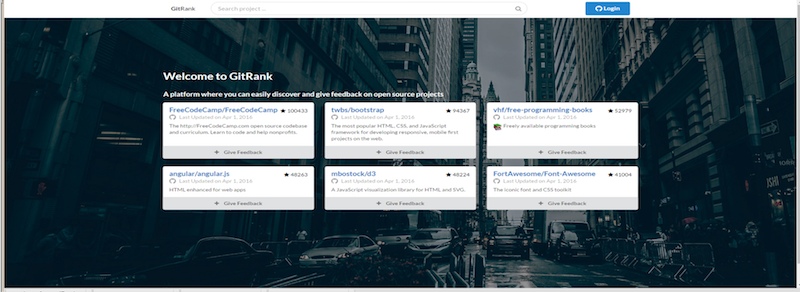 GitRank
Search project ...
Login
Welcome to GitRank
A platform where you can easily discover and give feedback on open source projects
FreeCodeCamp/FreeCodeCamp ★ 100433
Last Updated on Apr 1, 2016
The http://FreeCodeCamp.com open source codebase
and curriculum. Learn to code and help nonprofits.
+ Give Feedback
twbs/bootstrap ★ 94367
Last Updated on Apr 1, 2016
The most popular HTML, CSS, and JavaScript
framework for developing responsive, mobile first
projects on the web.
+ Give Feedback
vhf/free-programming-books ★ 52979
Last Updated on Apr 1, 2016
Freely available programming books
+ Give Feedback
angular/angular.js ★ 48263
Last Updated on Apr 1, 2016
HTML enhanced for web apps
+ Give Feedback
mbostock/d3 ★ 48224
Last Updated on Apr 1, 2016
A JavaScript visualization library for HTML and SVG.
+ Give Feedback
FortAwesome/Font-Awesome ★ 41004
Last Updated on Apr 1, 2016
The iconic font and CSS toolkit
+ Give Feedback